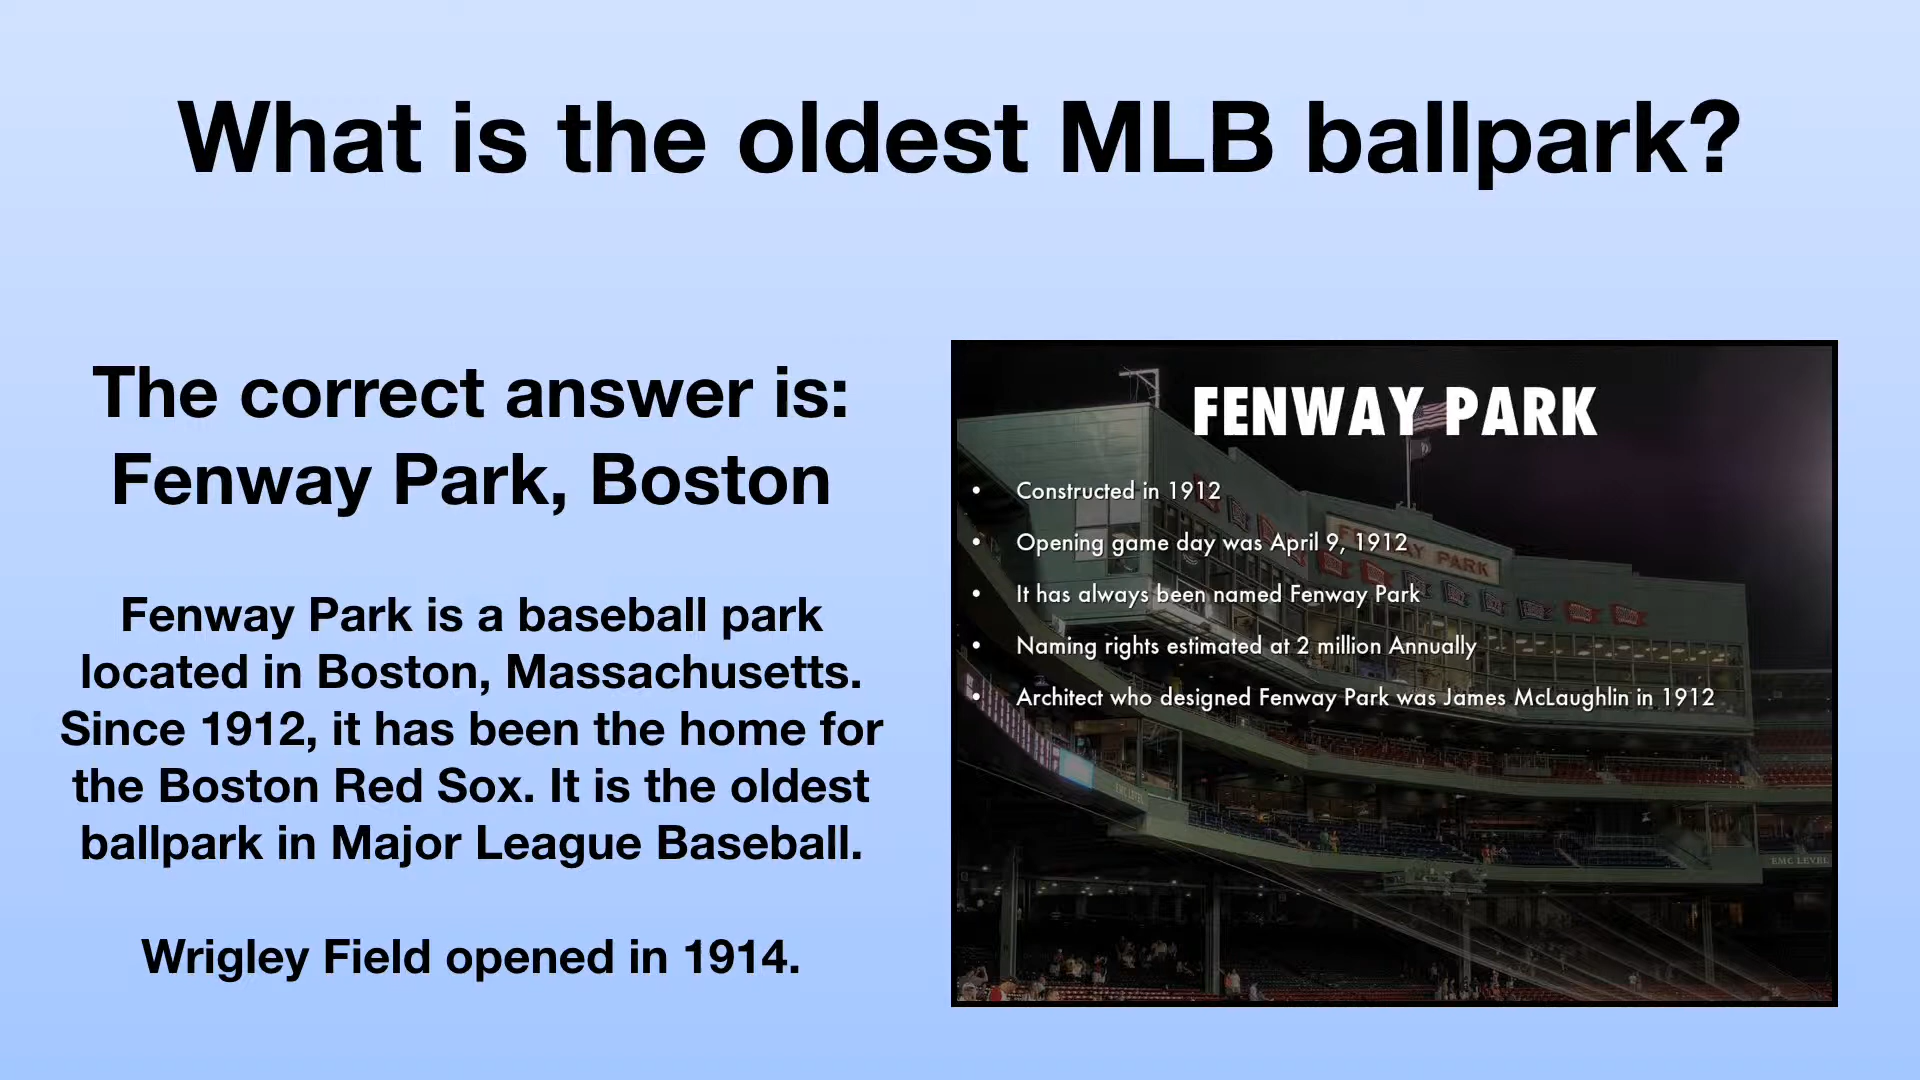 What is the oldest MLB ballpark?
The correct answer is:
Fenway Park, Boston
Fenway Park is a baseball park
located in Boston, Massachusetts.
Since 1912, it has been the home for
the Boston Red Sox. It is the oldest
ballpark in Major League Baseball.
Wrigley Field opened in 1914.
FENWAY PARK
• Constructed in 1912
• Opening game day was April 9, 1912
• It has always been named Fenway Park
• Naming rights estimated at 2 million Annually
• Architect who designed Fenway Park was James McLaughlin in 1912
FENWAY PARK
EMC LEVEL
EMC LEVEL